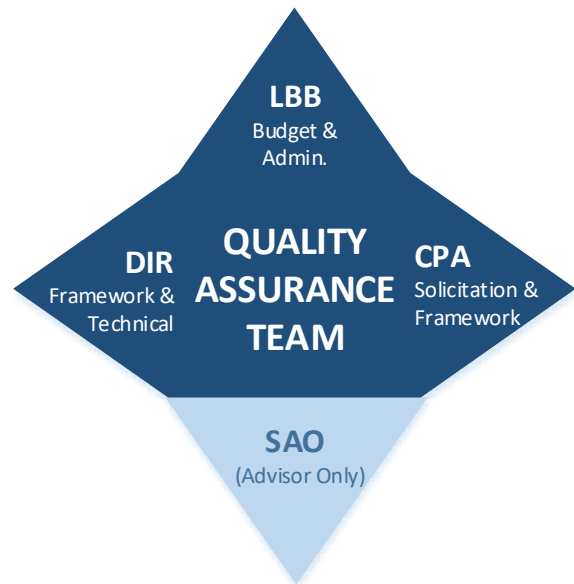 LBB
Budget &
Admin.
QUALITY
ASSURANCE
TEAM
DIR
Framework &
Technical
CPA
Solicitation &
Framework
SAO
(Advisor Only)